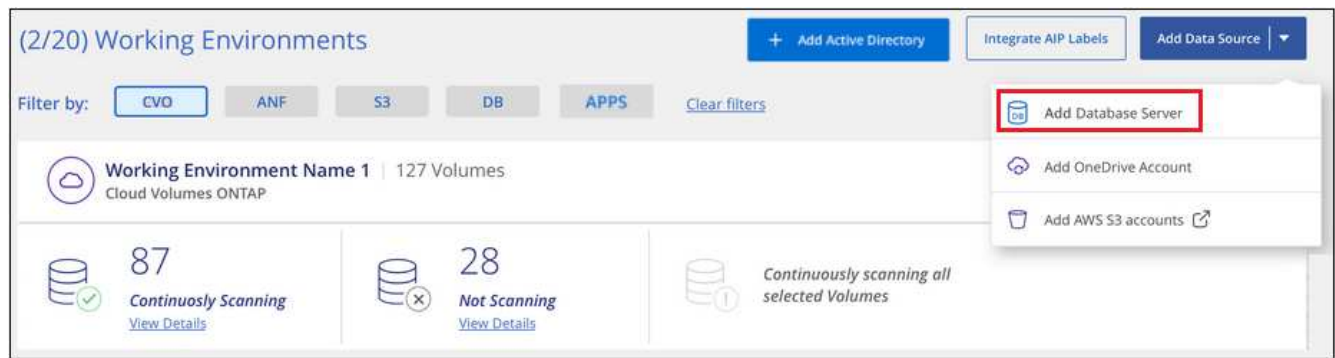 (2/20) Working Environments
+ Add Active Directory
Integrate AIP Labels
Add Data Source
Filter by:
CVO
ANF
S3
DB
APPS
Clear filters
DB
Add Database Server
Add OneDrive Account
Add AWS S3 accounts
Working Environment Name 1 | 127 Volumes
Cloud Volumes ONTAP
87
Continuosly Scanning
View Details
28
Not Scanning
View Details
Continuously scanning all
selected Volumes